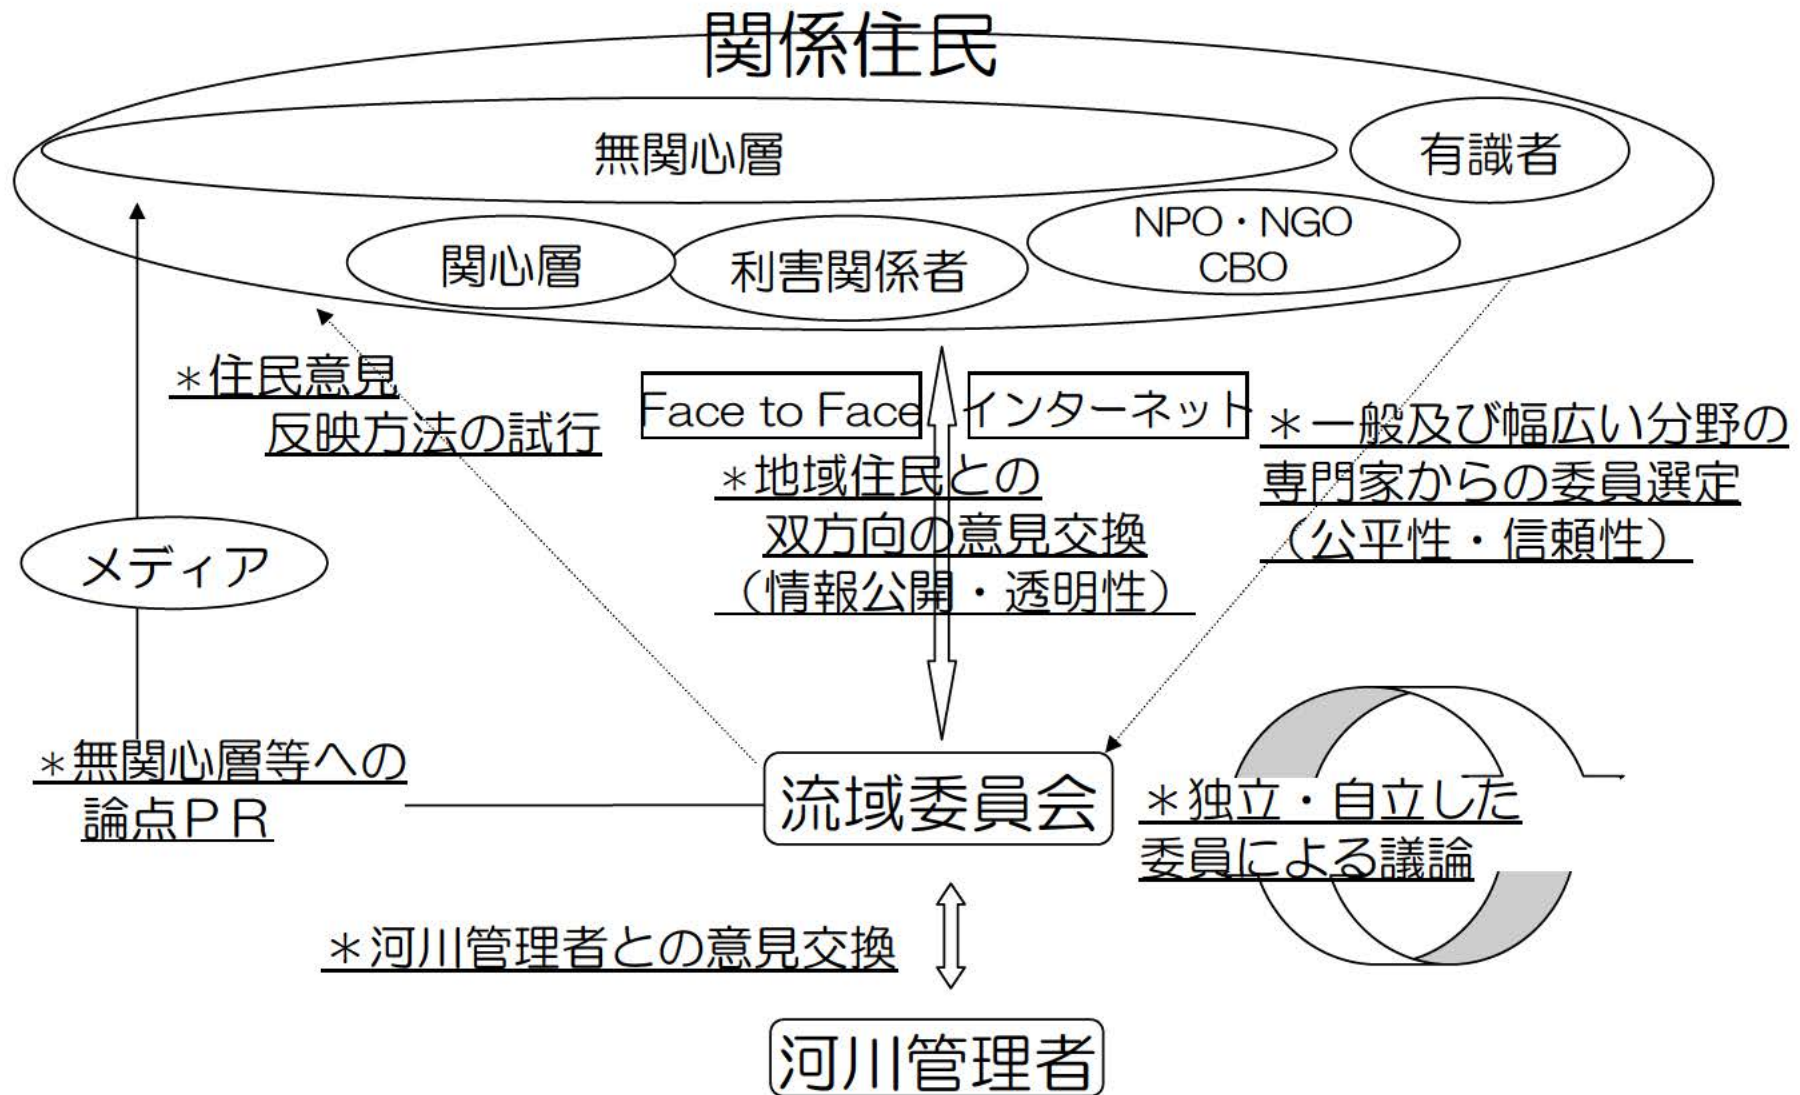 関係住民
無関心層
有識者
関心層
利害関係者
NPO・NGO
CBO
＊住民意見
反映方法の試行
Face to Face
インターネット
＊地域住民との
双方向の意見交換
（情報公開・透明性）
＊一般及び幅広い分野の
専門家からの委員選定
（公平性・信頼性）
メディア
＊無関心層等への
論点ＰＲ
流域委員会
＊独立・自立した
委員による議論
＊河川管理者との意見交換
河川管理者